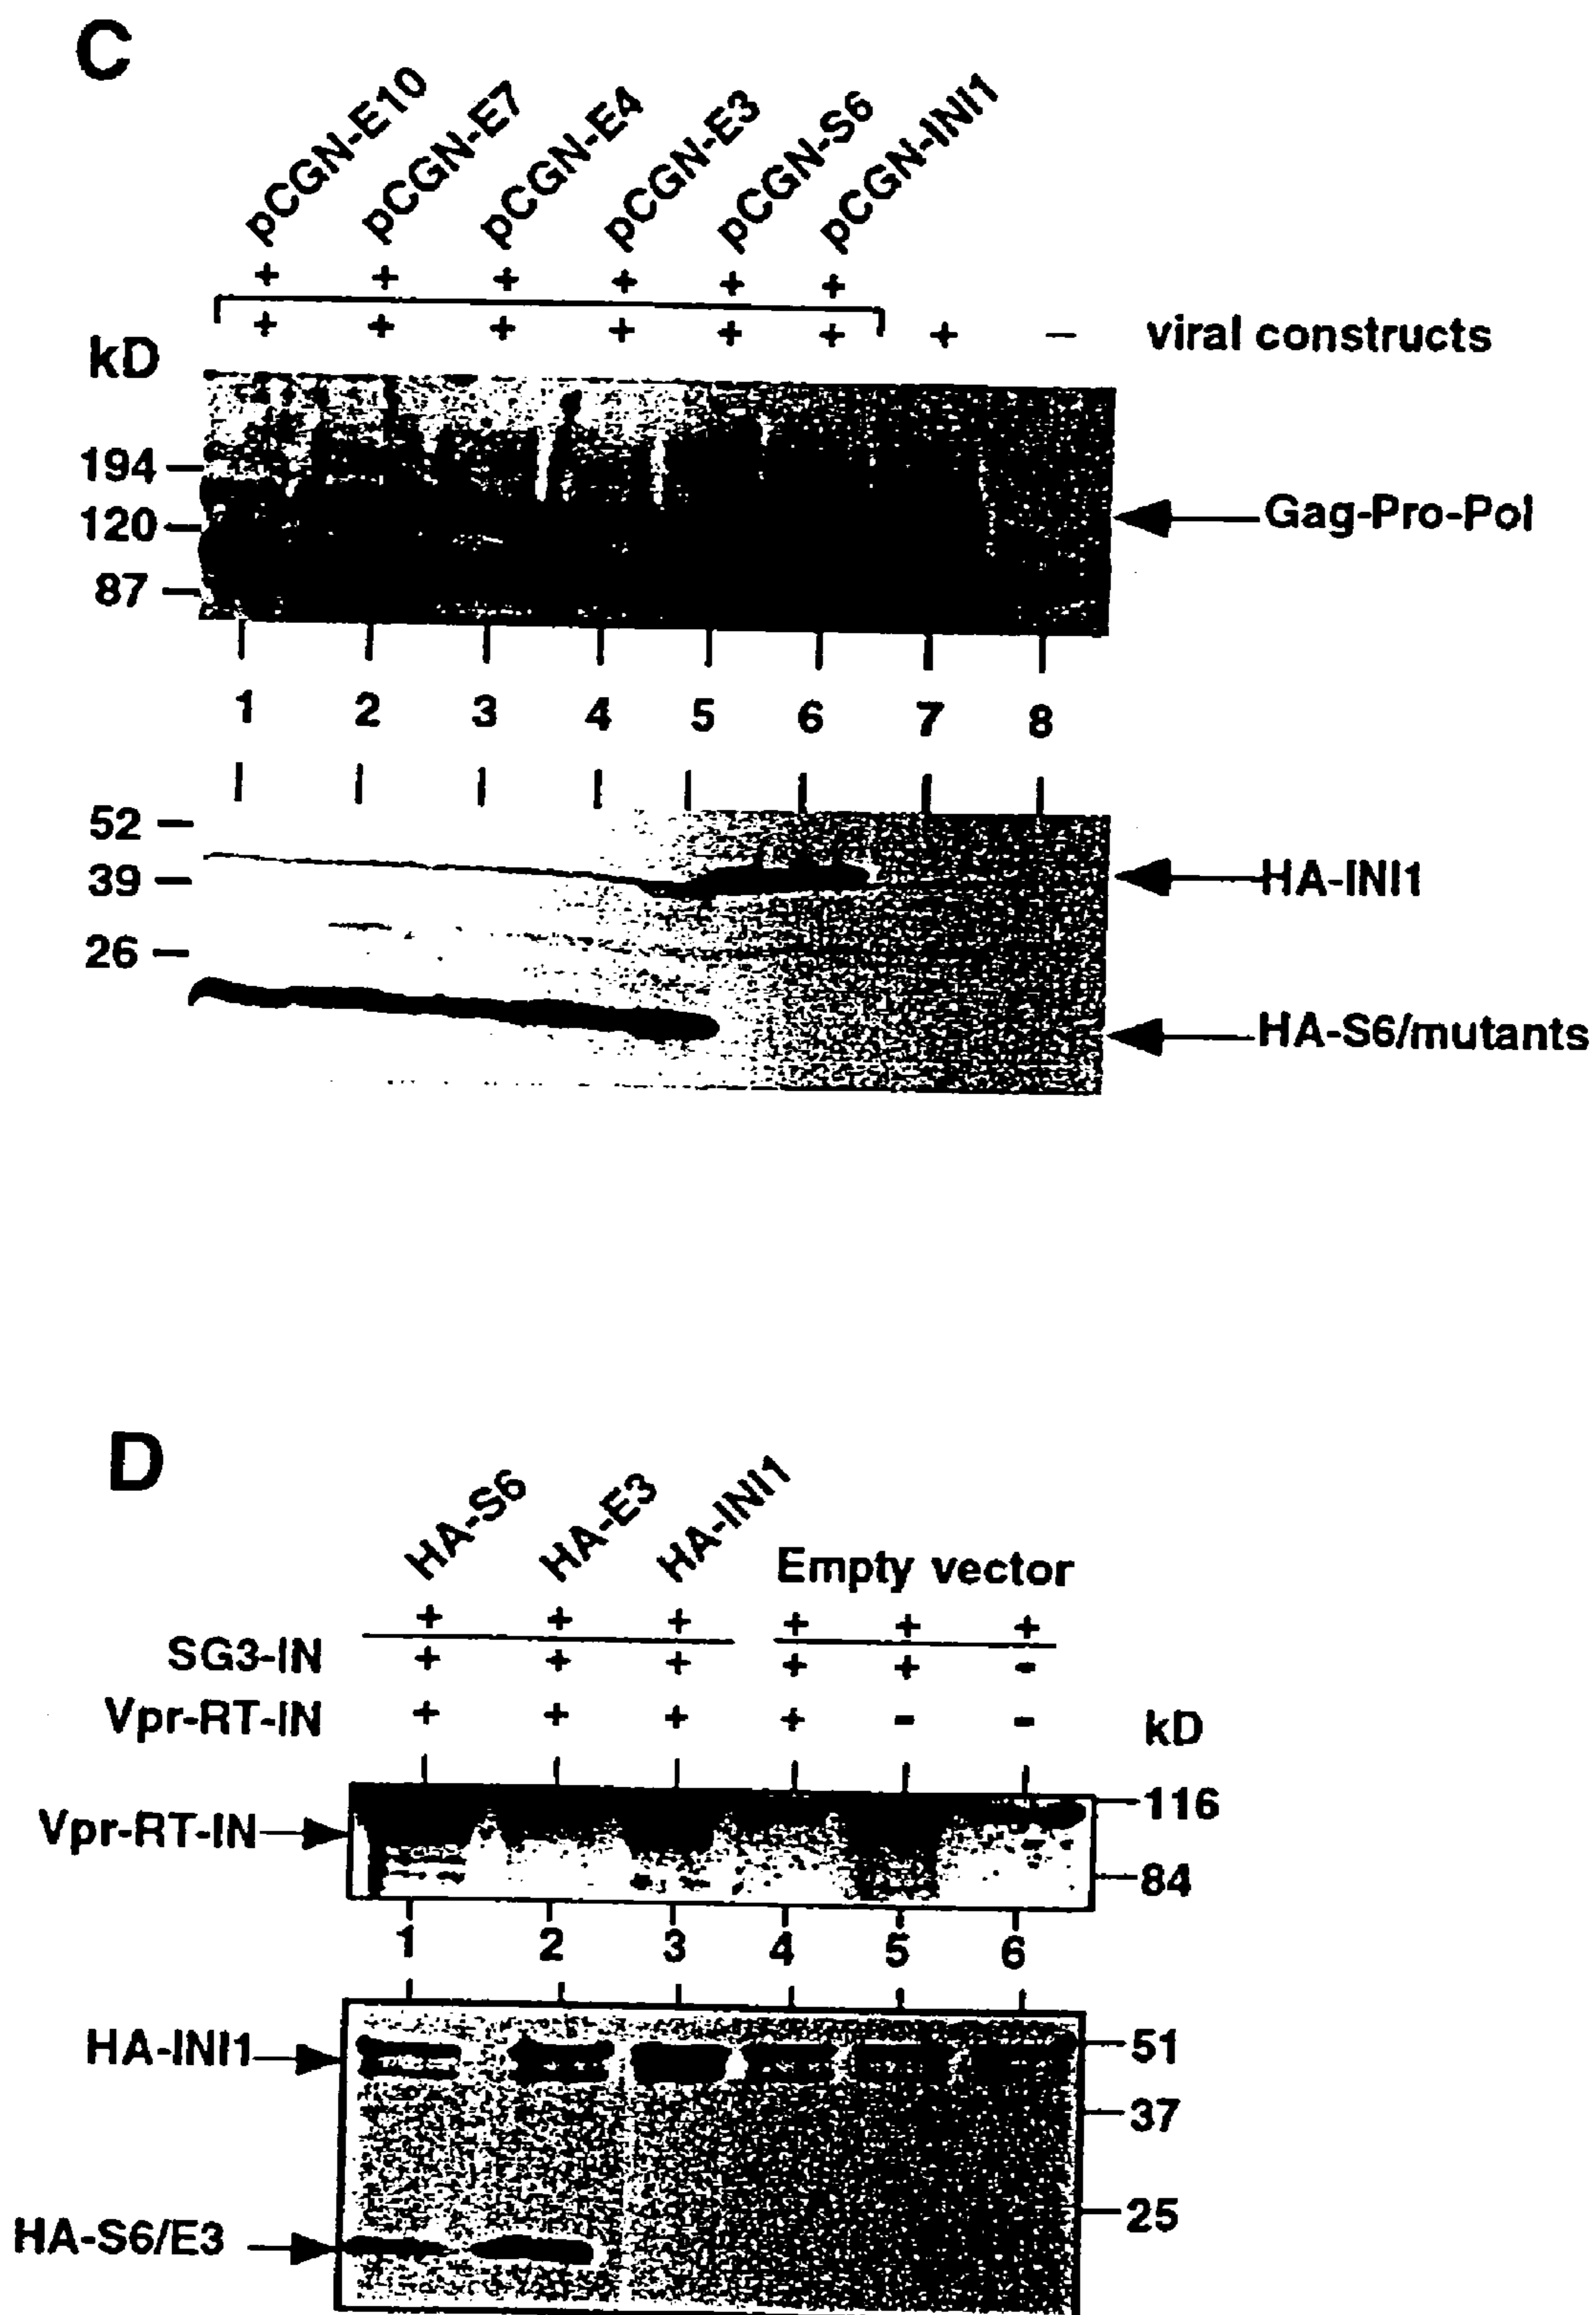 C
pCGN-E10 pCGN-E7 pCGN-E4 pCGN-E3 pCGN-S6 pCGN-INI1
+ + + + + +
+ + + + + + + – viral constructs
kD
194
120
87
Gag-Pro-Pol
1 2 3 4 5 6 7 8
52
39
26
HA-INI1
HA-S6/mutants
D
HA-S6 HA-E3 HA-INI1 Empty vector
+ + + + + +
SG3-IN + + + + + -
Vpr-RT-IN + + + + - -
kD
Vpr-RT-IN
116
84
1 2 3 4 5 6
HA-INI1
51
37
25
HA-S6/E3